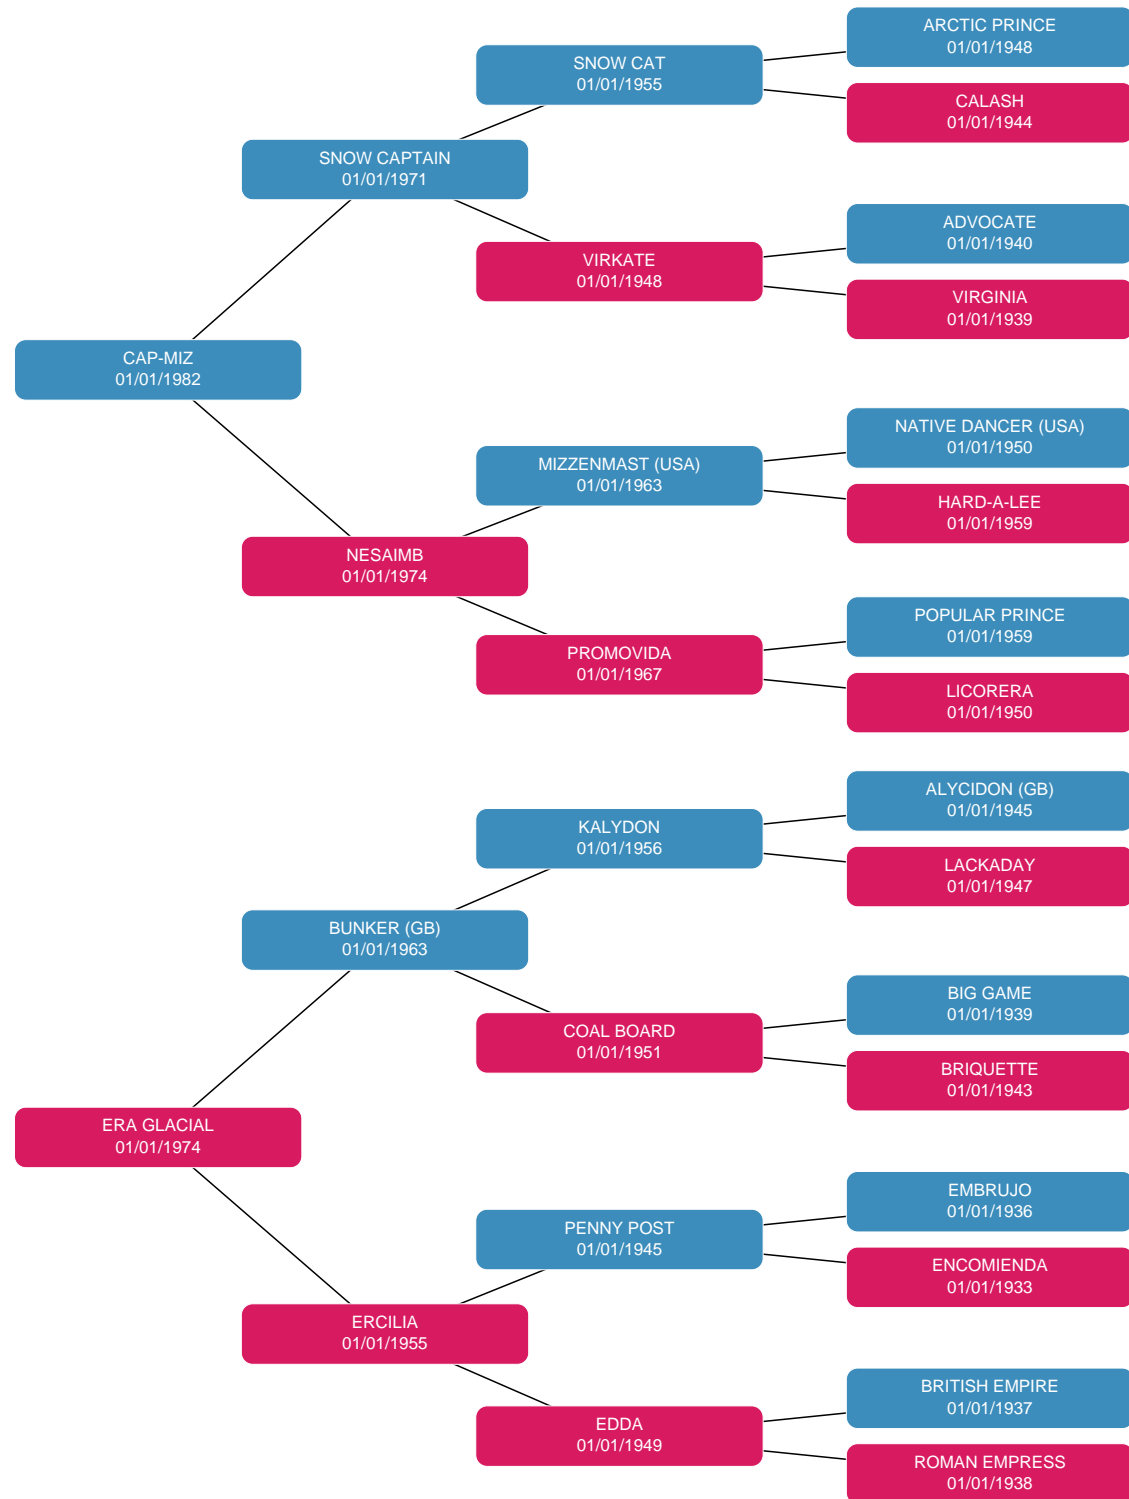 ARCTIC PRINCE
01/01/1948
SNOW CAT
01/01/1955
CALASH
01/01/1944
SNOW CAPTAIN
01/01/1971
ADVOCATE
01/01/1940
VIRKATE
01/01/1948
VIRGINIA
01/01/1939
CAP-MIZ
01/01/1982
NATIVE DANCER (USA)
01/01/1950
MIZZENMAST (USA)
01/01/1963
HARD-A-LEE
01/01/1959
NESAIMB
01/01/1974
POPULAR PRINCE
01/01/1959
PROMOVIDA
01/01/1967
LICORERA
01/01/1950
ALYCIDON (GB)
01/01/1945
KALYDON
01/01/1956
LACKADAY
01/01/1947
BUNKER (GB)
01/01/1963
BIG GAME
01/01/1939
COAL BOARD
01/01/1951
BRIQUETTE
01/01/1943
ERA GLACIAL
01/01/1974
EMBRUJO
01/01/1936
PENNY POST
01/01/1945
ENCOMIENDA
01/01/1933
ERCILIA
01/01/1955
BRITISH EMPIRE
01/01/1937
EDDA
01/01/1949
ROMAN EMPRESS
01/01/1938